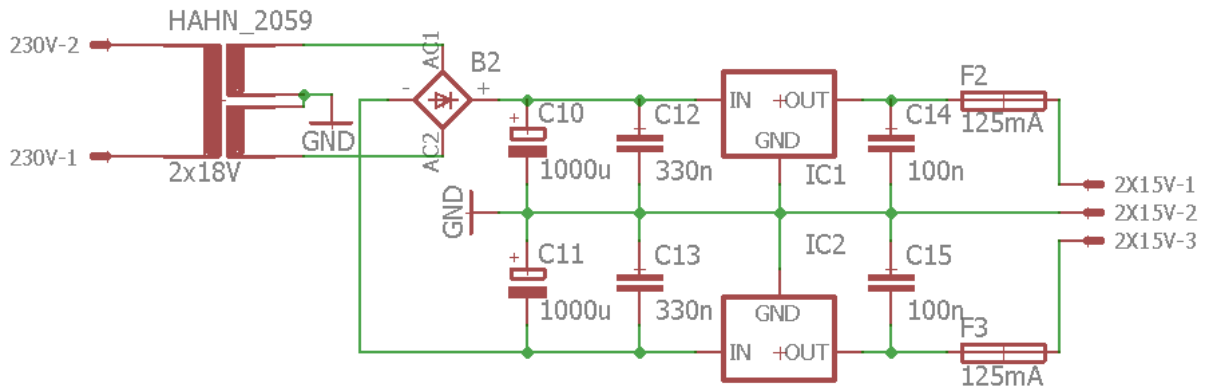 HAHN_2059
230V-2
230V-1
2x18V
GND
AC1
AC2
B2
-
+
+
C10
1000u
+
C12
330n
IN
+OUT
GND
IC1
+
C14
100n
F2
125mA
2X15V-1
2X15V-2
2X15V-3
GND
+
C11
1000u
+
C13
330n
IC2
GND
IN
+OUT
+
C15
100n
F3
125mA